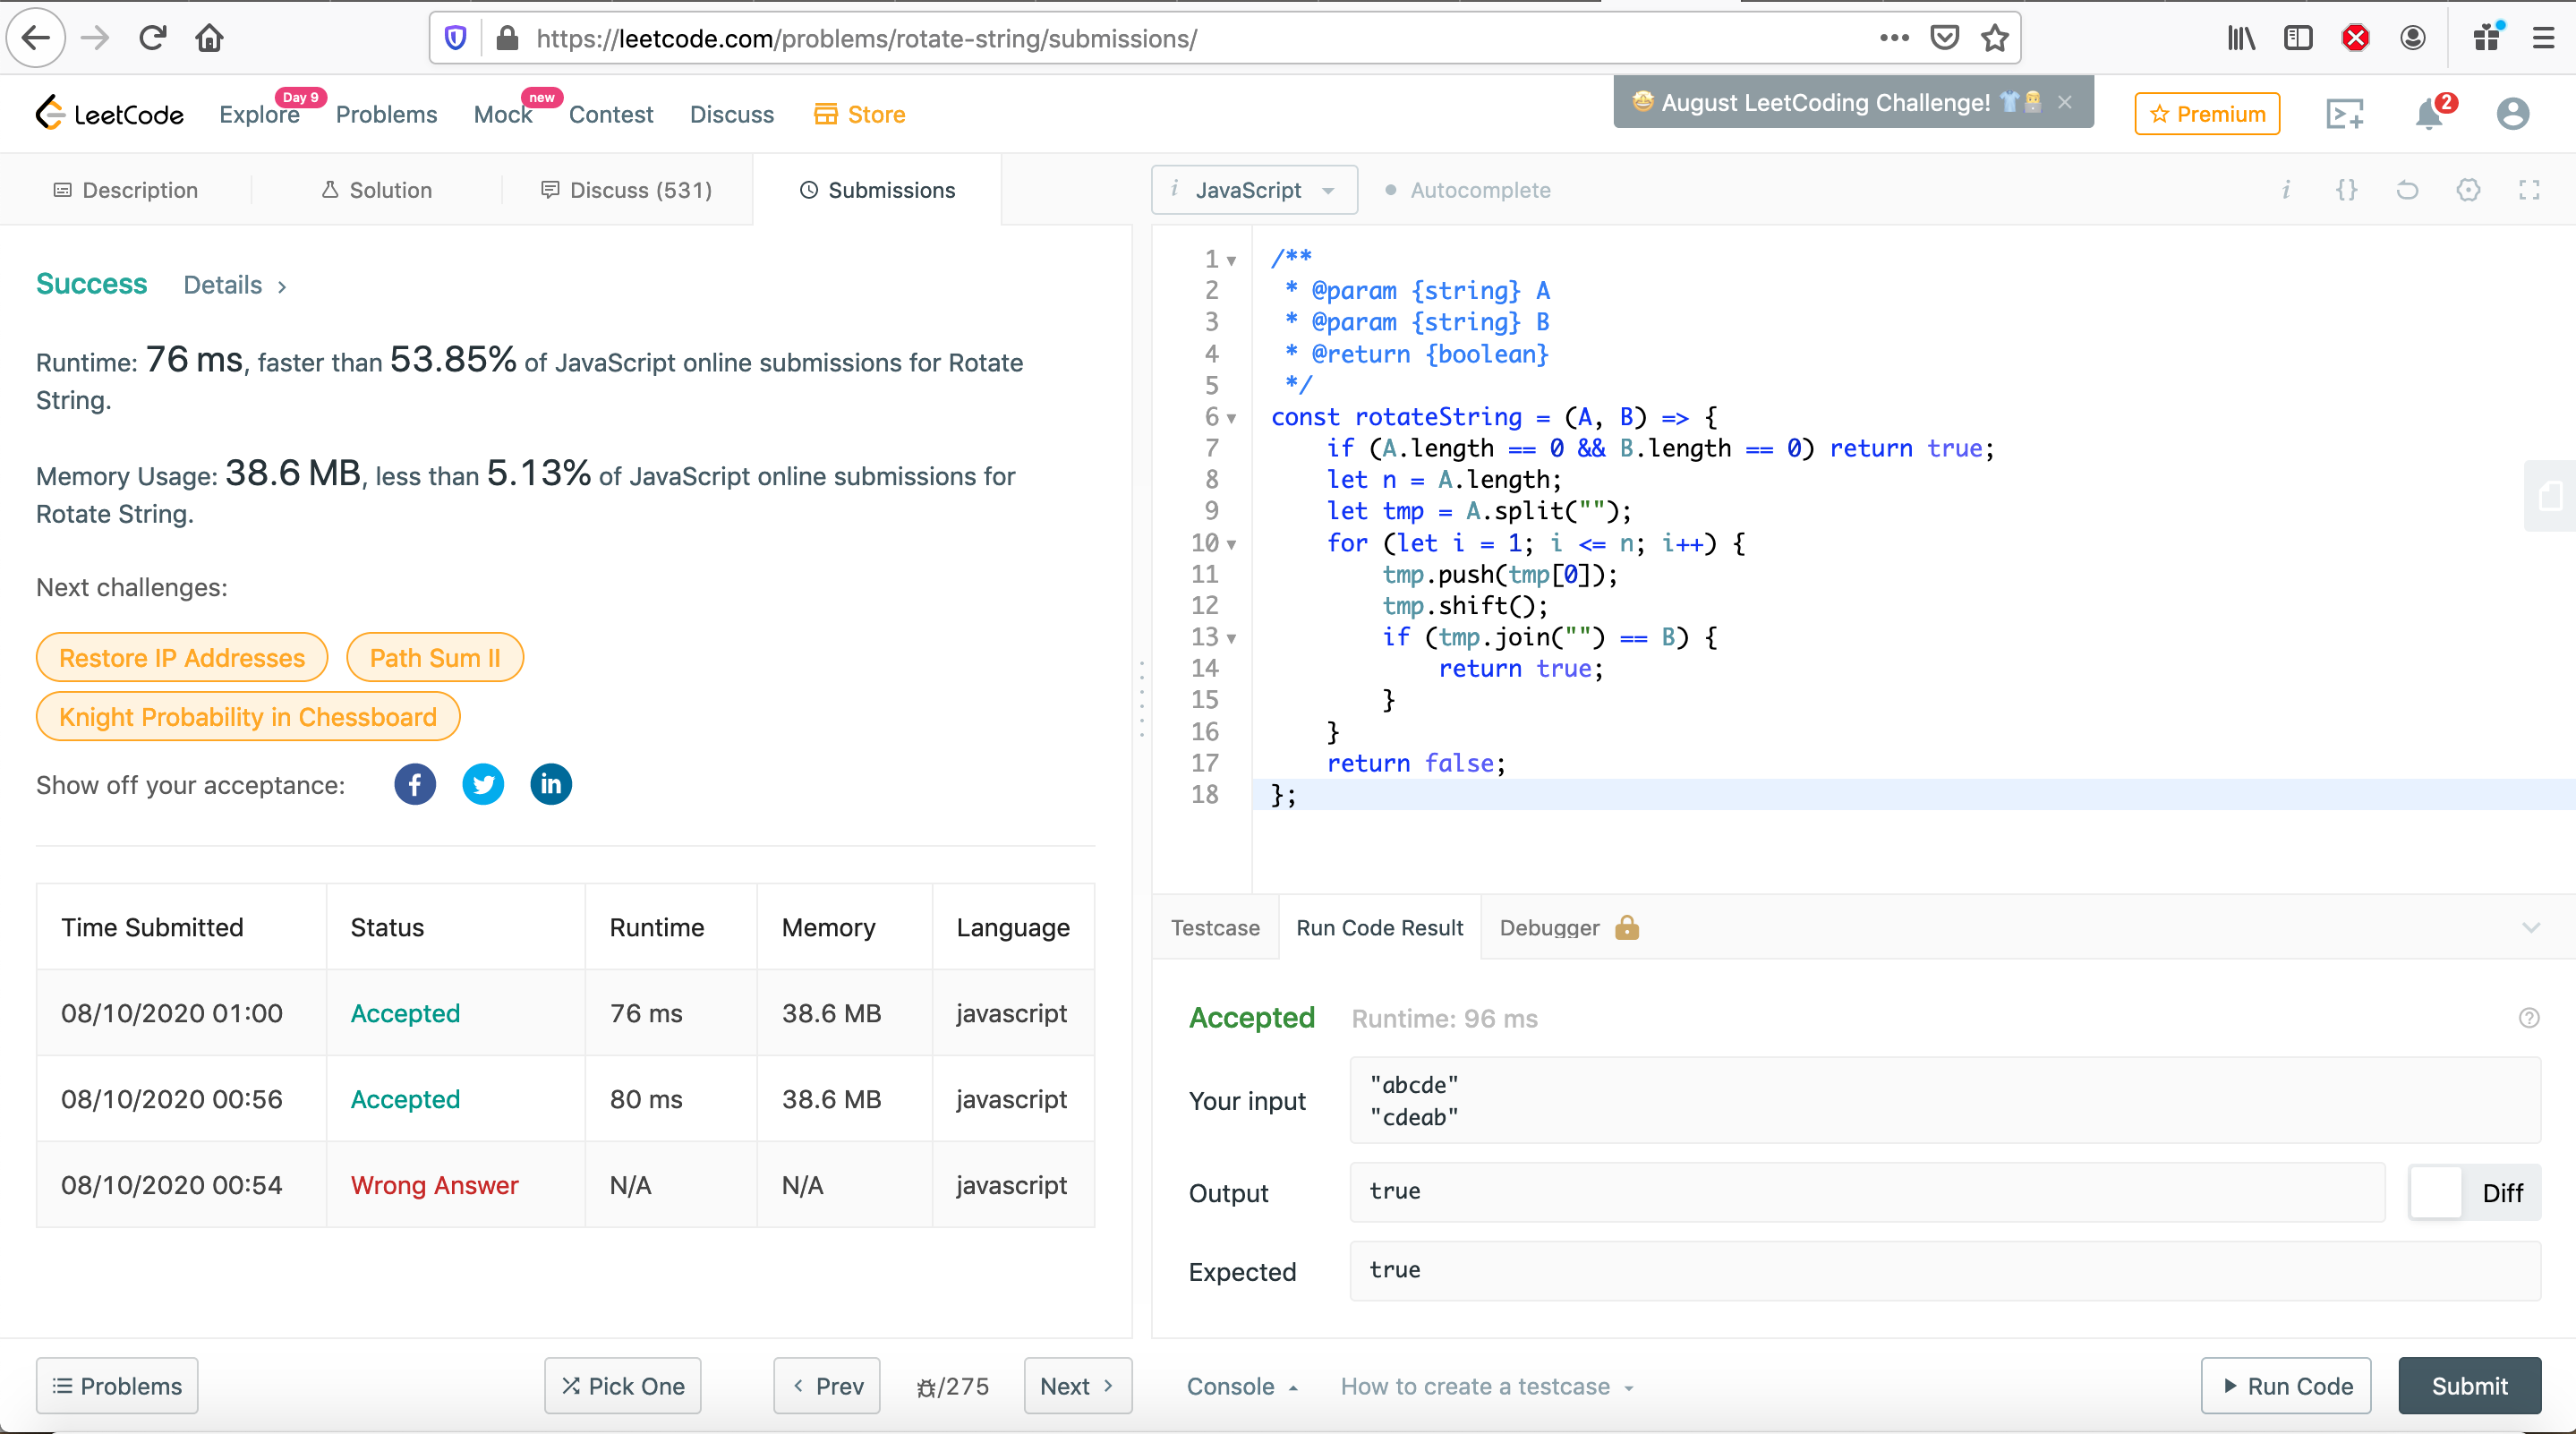 https://leetcode.com/problems/rotate-string/submissions/
LeetCode
Explore
Day 9
Problems
Mock
new
Contest
Discuss
Store
August LeetCoding Challenge!
Premium
2
Description
Solution
Discuss (531)
Submissions
i JavaScript
Autocomplete
Success Details >
Runtime: 76 ms, faster than 53.85% of JavaScript online submissions for Rotate
String.
Memory Usage: 38.6 MB, less than 5.13% of JavaScript online submissions for
Rotate String.
Next challenges:
Restore IP Addresses
Path Sum II
Knight Probability in Chessboard
Show off your acceptance:
Time Submitted Status Runtime Memory Language
08/10/2020 01:00 Accepted 76 ms 38.6 MB javascript
08/10/2020 00:56 Accepted 80 ms 38.6 MB javascript
08/10/2020 00:54 Wrong Answer N/A N/A javascript
1 /**
2 * @param {string} A
3 * @param {string} B
4 * @return {boolean}
5 */
6 const rotateString = (A, B) => {
7 if (A.length == 0 && B.length == 0) return true;
8 let n = A.length;
9 let tmp = A.split("");
10 for (let i = 1; i <= n; i++) {
11 tmp.push(tmp[0]);
12 tmp.shift();
13 if (tmp.join("") == B) {
14 return true;
15 }
16 }
17 return false;
18 };
Testcase
Run Code Result
Debugger
Accepted Runtime: 96 ms
Your input
"abcde"
"cdeab"
Output
true
Diff
Expected
true
Problems
Pick One
Prev
/275
Next
Console
How to create a testcase
Run Code
Submit